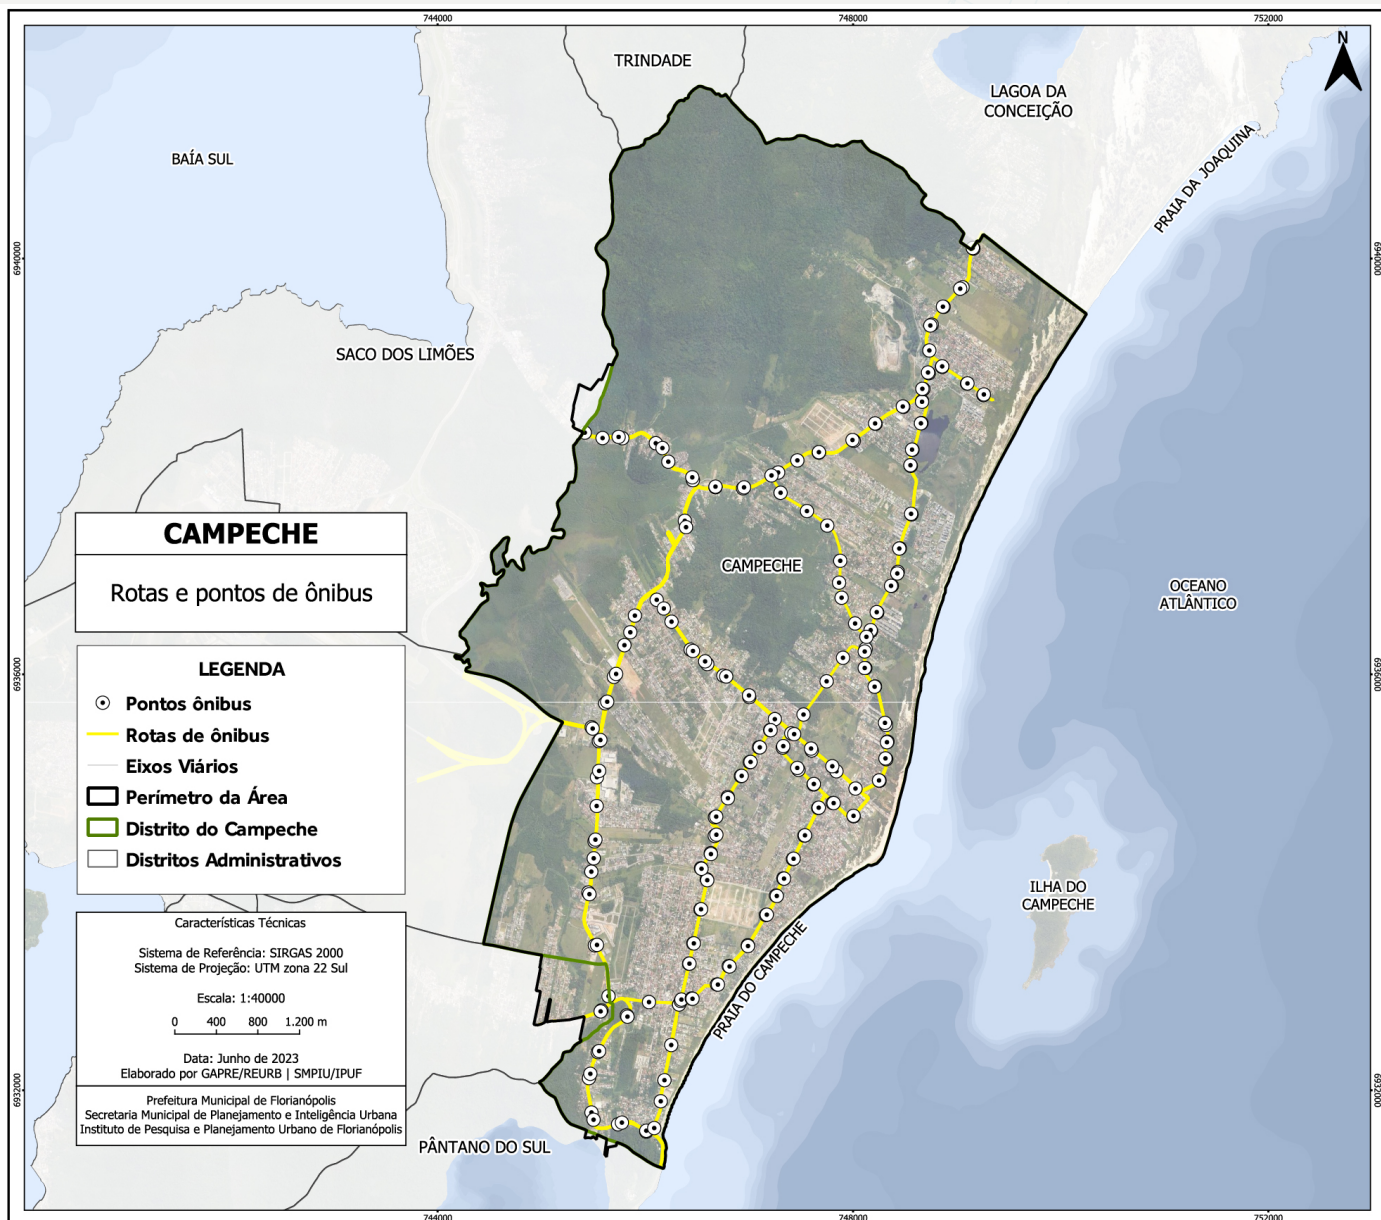 744000
748000
752000
N
TRINDADE
LAGOA DA
CONCEIÇÃO
BAÍA SUL
PRAIA DA JOAQUINA
6940000
6940000
SACO DOS LIMÕES
CAMPECHE
Rotas e pontos de ônibus
CAMPECHE
OCEANO
ATLÂNTICO
LEGENDA
Pontos ônibus
Rotas de ônibus
Eixos Viários
Perímetro da Área
Distrito do Campeche
Distritos Administrativos
6936000
6936000
ILHA DO
CAMPECHE
PRAIA DO CAMPECHE
Características Técnicas
Sistema de Referência: SIRGAS 2000
Sistema de Projeção: UTM zona 22 Sul
Escala: 1:40000
0 400 800 1.200 m
Data: Junho de 2023
Elaborado por GAPRE/REURB | SMPIU/IPUF
Prefeitura Municipal de Florianópolis
Secretaria Municipal de Planejamento e Inteligência Urbana
Instituto de Pesquisa e Planejamento Urbano de Florianópolis
6932000
6932000
PÂNTANO DO SUL
744000
748000
752000